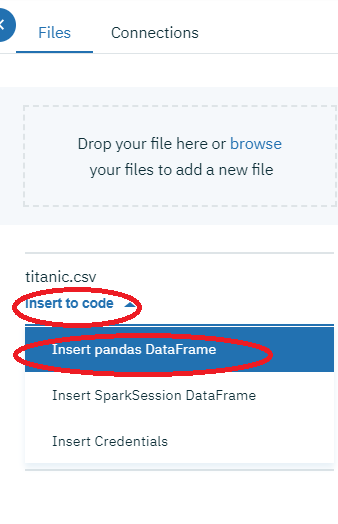 Files Connections
Drop your file here or browse
your files to add a new file
titanic.csv
Insert to code
Insert pandas DataFrame
Insert SparkSession DataFrame
Insert Credentials